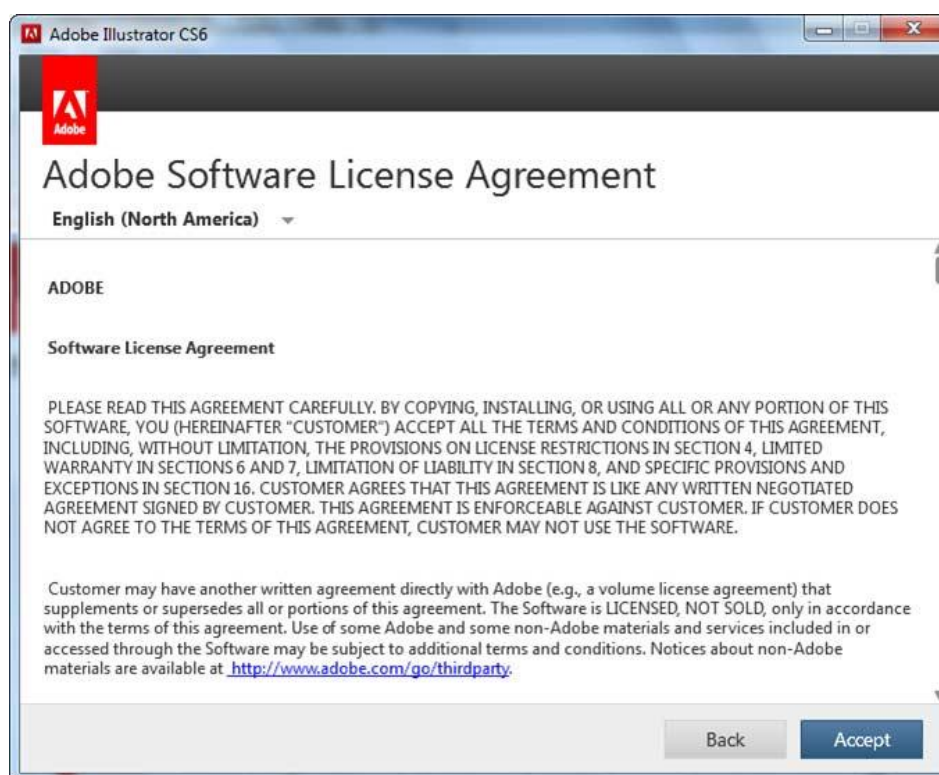 Adobe Illustrator CS6
Adobe
Adobe Software License Agreement
English (North America)
ADOBE
Software License Agreement
PLEASE READ THIS AGREEMENT CAREFULLY. BY COPYING, INSTALLING, OR USING ALL OR ANY PORTION OF THIS
SOFTWARE, YOU (HEREINAFTER “CUSTOMER”) ACCEPT ALL THE TERMS AND CONDITIONS OF THIS AGREEMENT,
INCLUDING, WITHOUT LIMITATION, THE PROVISIONS ON LICENSE RESTRICTIONS IN SECTION 4, LIMITED
WARRANTY IN SECTIONS 6 AND 7, LIMITATION OF LIABILITY IN SECTION 8, AND SPECIFIC PROVISIONS AND
EXCEPTIONS IN SECTION 16. CUSTOMER AGREES THAT THIS AGREEMENT IS LIKE ANY WRITTEN NEGOTIATED
AGREEMENT SIGNED BY CUSTOMER. THIS AGREEMENT IS ENFORCEABLE AGAINST CUSTOMER. IF CUSTOMER DOES
NOT AGREE TO THE TERMS OF THIS AGREEMENT, CUSTOMER MAY NOT USE THE SOFTWARE.
Customer may have another written agreement directly with Adobe (e.g., a volume license agreement) that
supplements or supersedes all or portions of this agreement. The Software is LICENSED, NOT SOLD, only in accordance
with the terms of this agreement. Use of some Adobe and some non-Adobe materials and services included in or
accessed through the Software may be subject to additional terms and conditions. Notices about non-Adobe
materials are available at http://www.adobe.com/go/thirdparty.
Back Accept